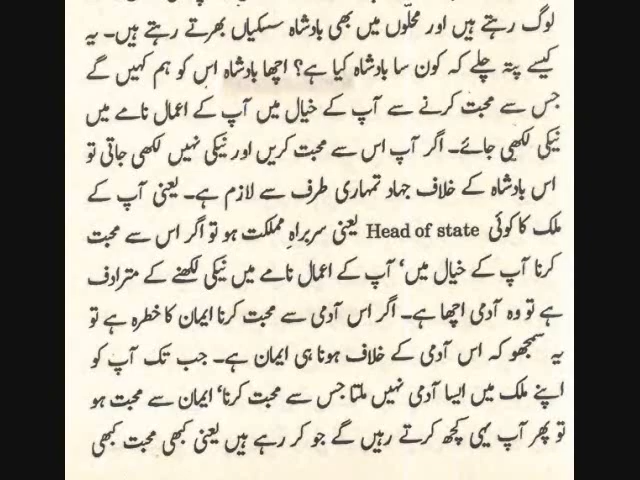 لوگ رہتے ہیں اور محلّوں میں بھی بادشاہ سسکیاں بھرتے رہتے ہیں۔ یہ
کیسے پتہ چلے کہ کون سا بادشاہ کیا ہے؟ اچھا بادشاہ اس کو ہم کہیں گے
جس سے محبت کرنے سے آپ کے خیال میں آپ کے اعمال نامے میں
نیکی لکھی جائے۔ اگر آپ اس سے محبت کریں اور نیکی نہیں لکھی جاتی تو
اس بادشاہ کے خلاف جہاد تمہاری طرف سے لازم ہے۔ یعنی آپ کے
ملک کا کوئی Head of state یعنی سربراہِ مملکت ہو تو اگر اس سے محبت
کرنا آپ کے خیال میں‘ آپ کے اعمال نامے میں نیکی لکھنے کے مترادف
ہے تو وہ آدمی اچھا ہے۔ اگر اس آدمی سے محبت کرنا ایمان کا خطرہ ہے تو
یہ سمجھو کہ اس آدمی کے خلاف ہونا ہی ایمان ہے۔ جب تک آپ کو
اپنے ملک میں ایسا آدمی نہیں ملتا جس سے محبت کرنا‘ ایمان سے محبت ہو
تو پھر آپ یہی کچھ کرتے رہیں گے جو کر رہے ہیں یعنی کبھی محبت کبھی